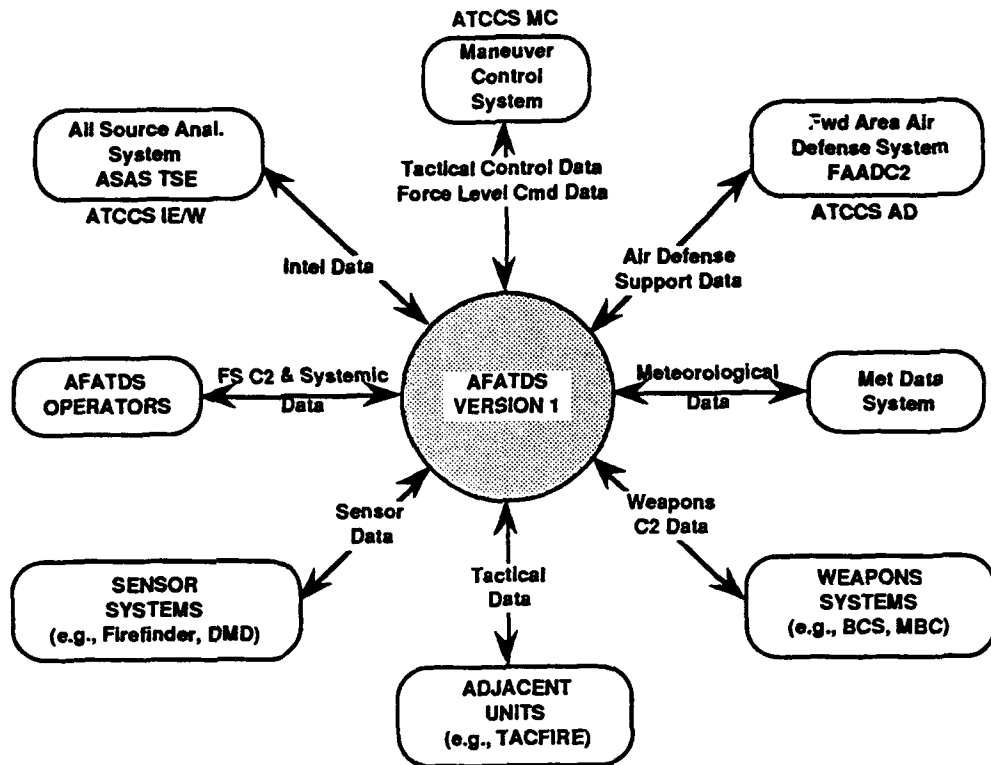 ATCCS MC
Maneuver
Control
System
All Source Anal.
System
ASAS TSE
ATCCS IE/W
Fwd Area Air
Defense System
FAADC2
ATCCS AD
Tactical Control Data
Force Level Cmd Data
Intel Data
Air Defense
Support Data
AFATDS
OPERATORS
FS C2 & Systemic
Data
AFATDS
VERSION 1
Meteorological
Data
Met Data
System
Sensor
Data
Weapons
C2 Data
Tactical
Data
SENSOR
SYSTEMS
(e.g., Firefinder, DMD)
WEAPONS
SYSTEMS
(e.g., BCS, MBC)
ADJACENT
UNITS
(e.g., TACFIRE)